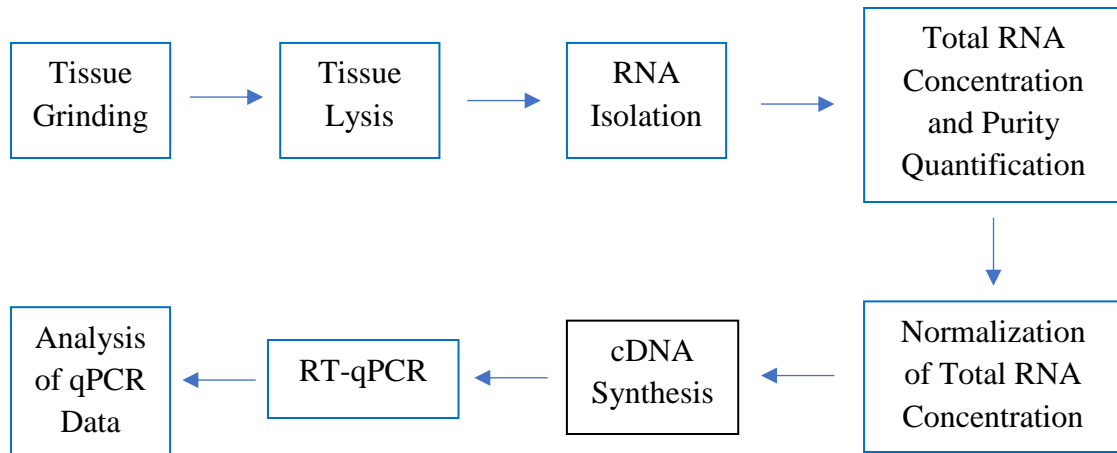 Tissue
Grinding
Tissue
Lysis
RNA
Isolation
Total RNA
Concentration
and Purity
Quantification
Normalization
of Total RNA
Concentration
cDNA
Synthesis
RT-qPCR
Analysis
of qPCR
Data